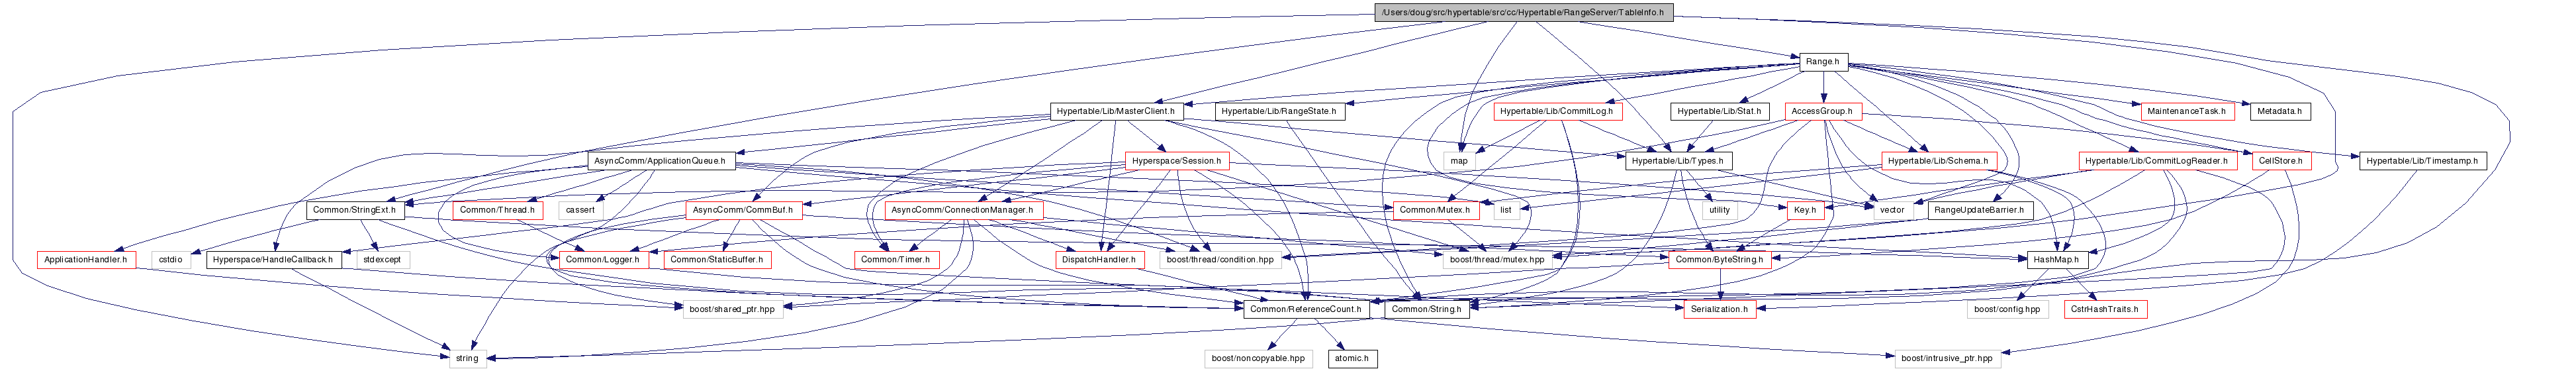 /Users/doug/src/hypertable/src/cc/Hypertable/RangeServer/TableInfo.h
Range.h
Hypertable/Lib/MasterClient.h
Hypertable/Lib/RangeState.h
Hypertable/Lib/CommitLog.h
Hypertable/Lib/Stat.h
AccessGroup.h
MaintenanceTask.h
Metadata.h
AsyncComm/ApplicationQueue.h
Hyperspace/Session.h
map
Hypertable/Lib/Types.h
Hypertable/Lib/Schema.h
Hypertable/Lib/CommitLogReader.h
CellStore.h
Hypertable/Lib/Timestamp.h
Common/StringExt.h
Common/Thread.h
cassert
AsyncComm/CommBuf.h
AsyncComm/ConnectionManager.h
Common/Mutex.h
list
Key.h
utility
vector
RangeUpdateBarrier.h
ApplicationHandler.h
cstdio
Hyperspace/HandleCallback.h
stdexcept
Common/Logger.h
Common/StaticBuffer.h
Common/Timer.h
DispatchHandler.h
boost/thread/condition.hpp
boost/thread/mutex.hpp
Common/ByteString.h
HashMap.h
boost/shared_ptr.hpp
Common/ReferenceCount.h
Common/String.h
Serialization.h
boost/config.hpp
CstrHashTraits.h
string
boost/noncopyable.hpp
atomic.h
boost/intrusive_ptr.hpp